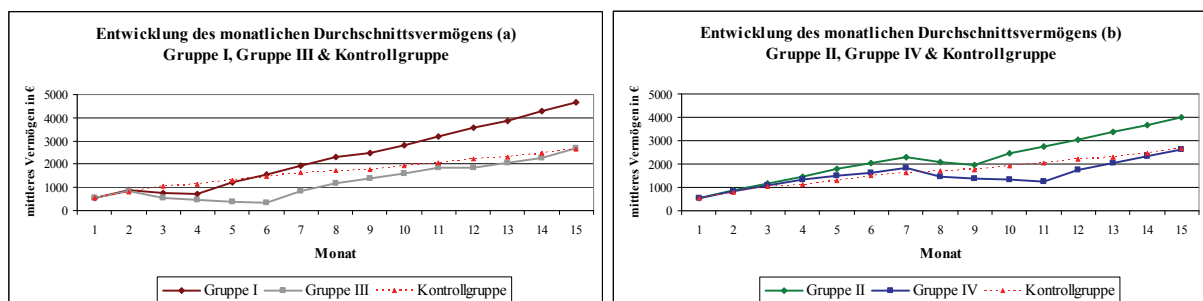 Entwicklung des monatlichen Durchschnittsvermögens (a)
Gruppe I, Gruppe III & Kontrollgruppe
mittleres Vermögen in €
5000
4000
3000
2000
1000
0
1 2 3 4 5 6 7 8 9 10 11 12 13 14 15
Monat
Gruppe I Gruppe III Kontrollgruppe
Entwicklung des monatlichen Durchschnittsvermögens (b)
Gruppe II, Gruppe IV & Kontrollgruppe
mittleres Vermögen in €
5000
4000
3000
2000
1000
0
1 2 3 4 5 6 7 8 9 10 11 12 13 14 15
Monat
Gruppe II Gruppe IV Kontrollgruppe